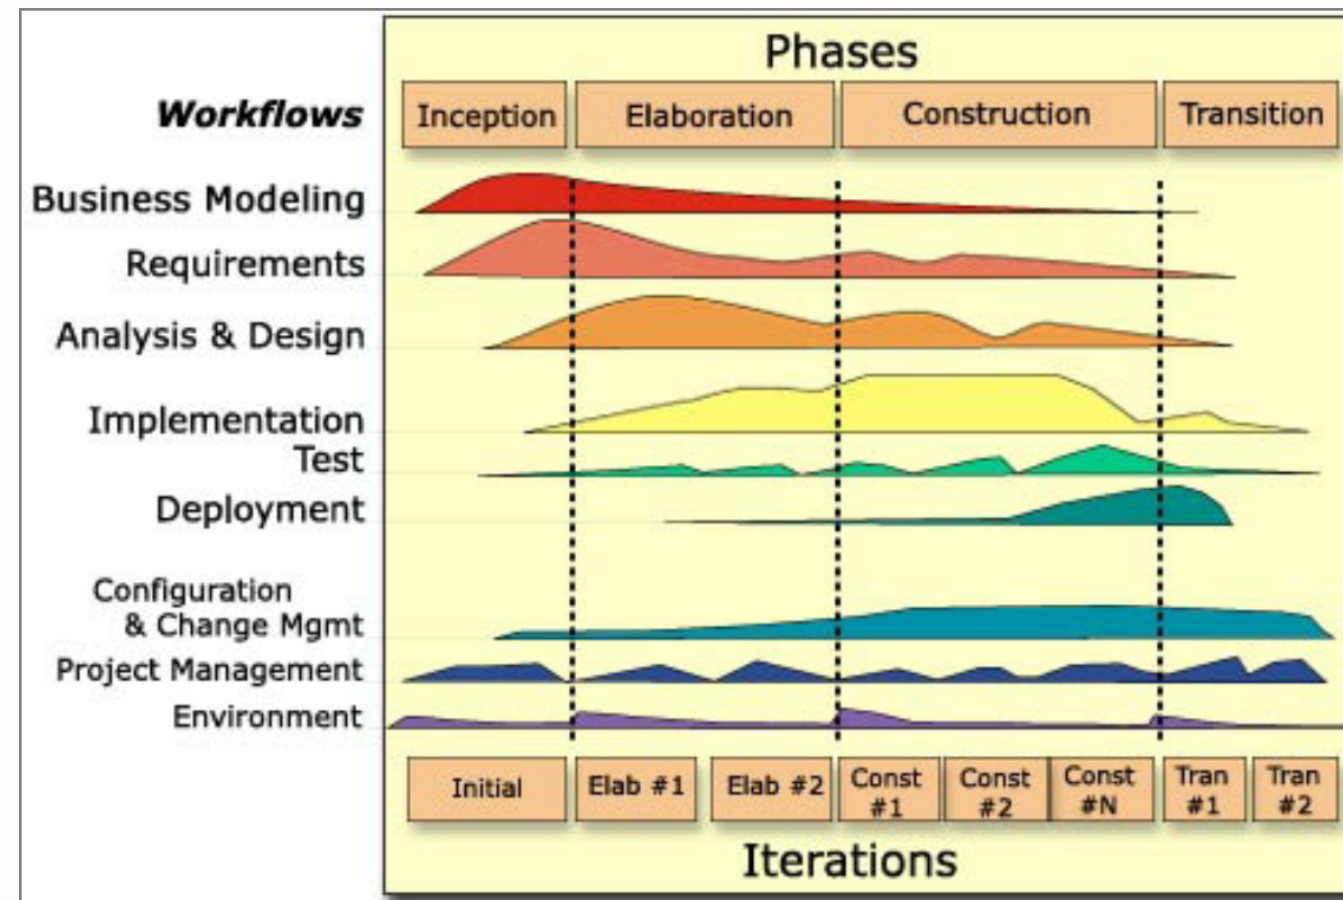 Phases
Workflows
Inception
Elaboration
Construction
Transition
Business Modeling
Requirements
Analysis & Design
Implementation
Test
Deployment
Configuration
& Change Mgmt
Project Management
Environment
Initial
Elab #1
Elab #2
Const
#1
Const
#2
Const
#N
Tran
#1
Tran
#2
Iterations